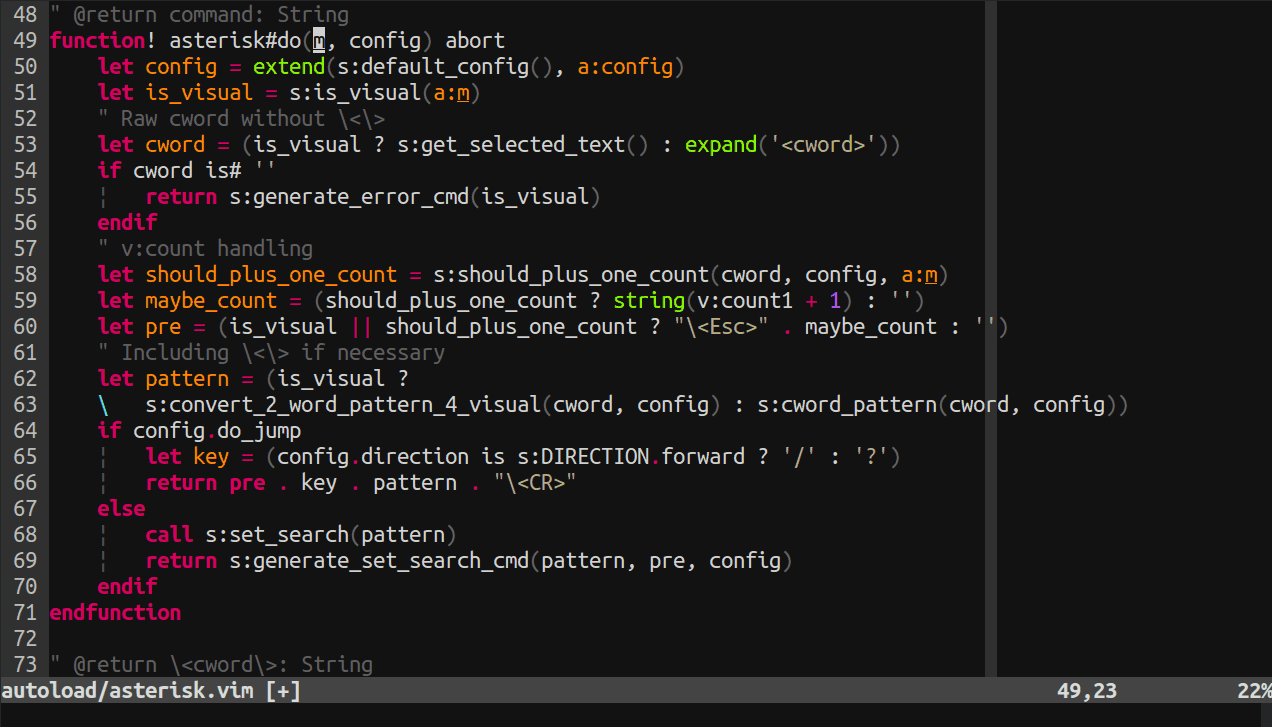 48 " @return command: String
49 function! asterisk#do(m, config) abort
50     let config = extend(s:default_config(), a:config)
51     let is_visual = s:is_visual(a:m)
52     " Raw cword without \<\>
53     let cword = (is_visual ? s:get_selected_text() : expand('<cword>'))
54     if cword is# ''
55     ¦   return s:generate_error_cmd(is_visual)
56     endif
57     " v:count handling
58     let should_plus_one_count = s:should_plus_one_count(cword, config, a:m)
59     let maybe_count = (should_plus_one_count ? string(v:count1 + 1) : '')
60     let pre = (is_visual || should_plus_one_count ? "\<Esc>" . maybe_count : '')
61     " Including \<\> if necessary
62     let pattern = (is_visual ?
63     \   s:convert_2_word_pattern_4_visual(cword, config) : s:cword_pattern(cword, config))
64     if config.do_jump
65     ¦   let key = (config.direction is s:DIRECTION.forward ? '/' : '?')
66     ¦   return pre . key . pattern . "\<CR>"
67     else
68     ¦   call s:set_search(pattern)
69     ¦   return s:generate_set_search_cmd(pattern, pre, config)
70     endif
71 endfunction
72
73 " @return \<cword\>: String
autoload/asterisk.vim [+] 49,23 22%